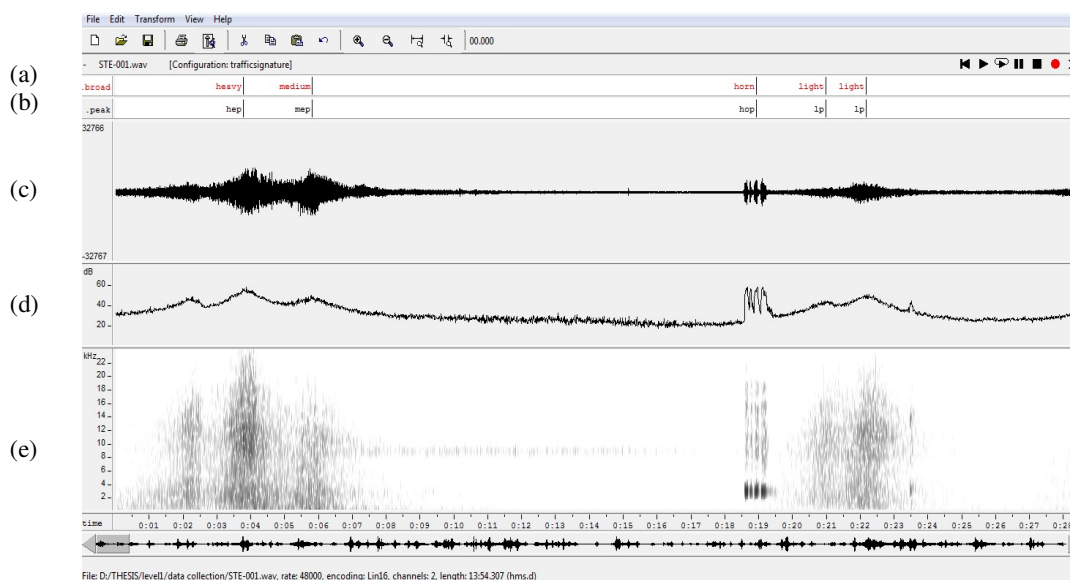 File Edit Transform View Help
00.000
- STE-001.wav [Configuration: trafficsignature]
(a)
.broad heavy medium horn light light
(b)
.peak hep mep hop lp lp
32766
(c)
-32767
dB
60
(d)
40
20
kHz
22
20
18
16
14
12
(e)
10
8
6
4
2
time 0:01 0:02 0:03 0:04 0:05 0:06 0:07 0:08 0:09 0:10 0:11 0:12 0:13 0:14 0:15 0:16 0:17 0:18 0:19 0:20 0:21 0:22 0:23 0:24 0:25 0:26 0:27 0:28
File: D:/THESIS/level1/data collection/STE-001.wav, rate: 48000, encoding: Lin16, channels: 2, length: 13:54.307 (hms.d)